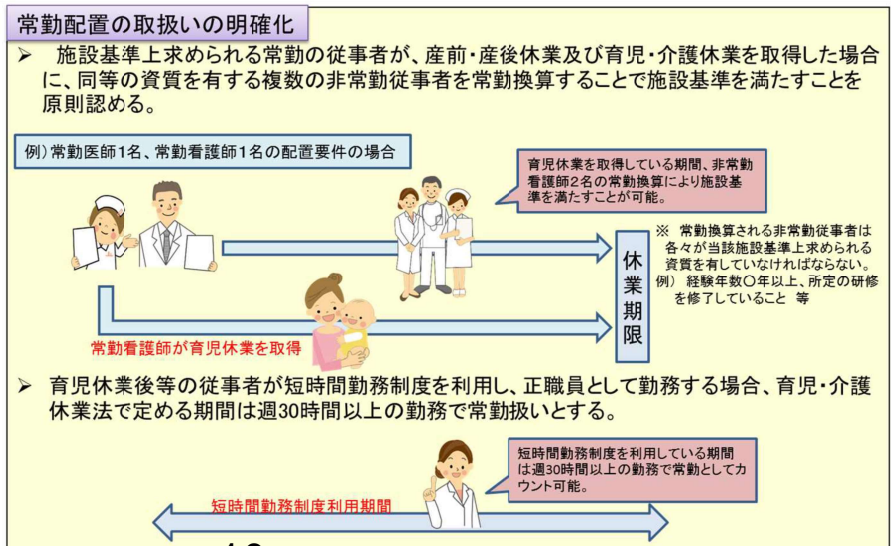 常勤配置の取扱いの明確化
➢ 施設基準上求められる常勤の従事者が、産前・産後休業及び育児・介護休業を取得した場合
に、同等の資質を有する複数の非常勤従事者を常勤換算することで施設基準を満たすことを
原則認める。
例)常勤医師1名、常勤看護師1名の配置要件の場合
育児休業を取得している期間、非常勤
看護師2名の常勤換算により施設基
準を満たすことが可能。
※ 常勤換算される非常勤従事者は
各々が当該施設基準上求められる
資質を有していなければならない。
例) 経験年数〇年以上、所定の研修
を修了していること 等
休業期限
常勤看護師が育児休業を取得
➢ 育児休業後等の従事者が短時間勤務制度を利用し、正職員として勤務する場合、育児・介護
休業法で定める期間は週30時間以上の勤務で常勤扱いとする。
短時間勤務制度を利用している期間
は週30時間以上の勤務で常勤としてカ
ウント可能。
短時間勤務制度利用期間